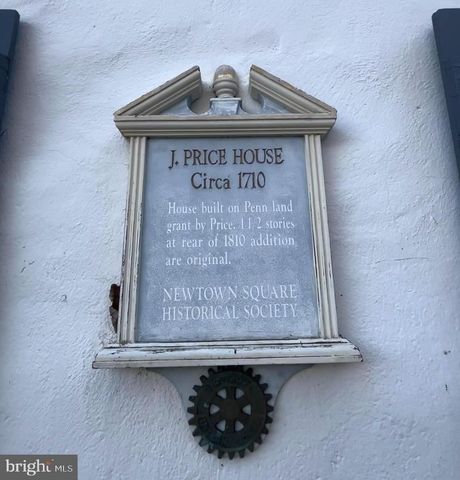 J. PRICE HOUSE
Circa 1710
House built on Penn land
grant by Price. 1 1⁄2 stories
at rear of 1810 addition
are original.
NEWTOWN SQUARE
HISTORICAL SOCIETY
bright MLS